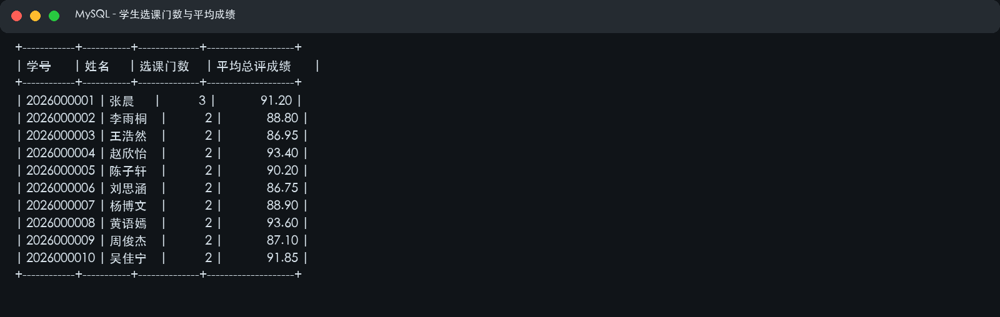 MySQL - 学生选课门数与平均成绩
+------------+-----------+--------------+--------------------+
| 学号 | 姓名 | 选课门数 | 平均总评成绩 |
+------------+-----------+--------------+--------------------+
| 2026000001 | 张晨 | 3 | 91.20 |
| 2026000002 | 李雨桐 | 2 | 88.80 |
| 2026000003 | 王浩然 | 2 | 86.95 |
| 2026000004 | 赵欣怡 | 2 | 93.40 |
| 2026000005 | 陈子轩 | 2 | 90.20 |
| 2026000006 | 刘思涵 | 2 | 86.75 |
| 2026000007 | 杨博文 | 2 | 88.90 |
| 2026000008 | 黄语嫣 | 2 | 93.60 |
| 2026000009 | 周俊杰 | 2 | 87.10 |
| 2026000010 | 吴佳宁 | 2 | 91.85 |
+------------+-----------+--------------+--------------------+